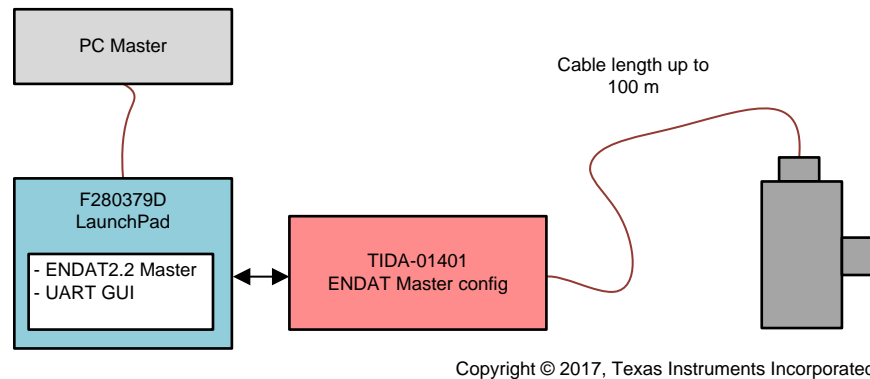 PC Master
Cable length up to
100 m
F280379D
LaunchPad
- ENDAT2.2 Master
- UART GUI
TIDA-01401
ENDAT Master config
Copyright © 2017, Texas Instruments Incorporated